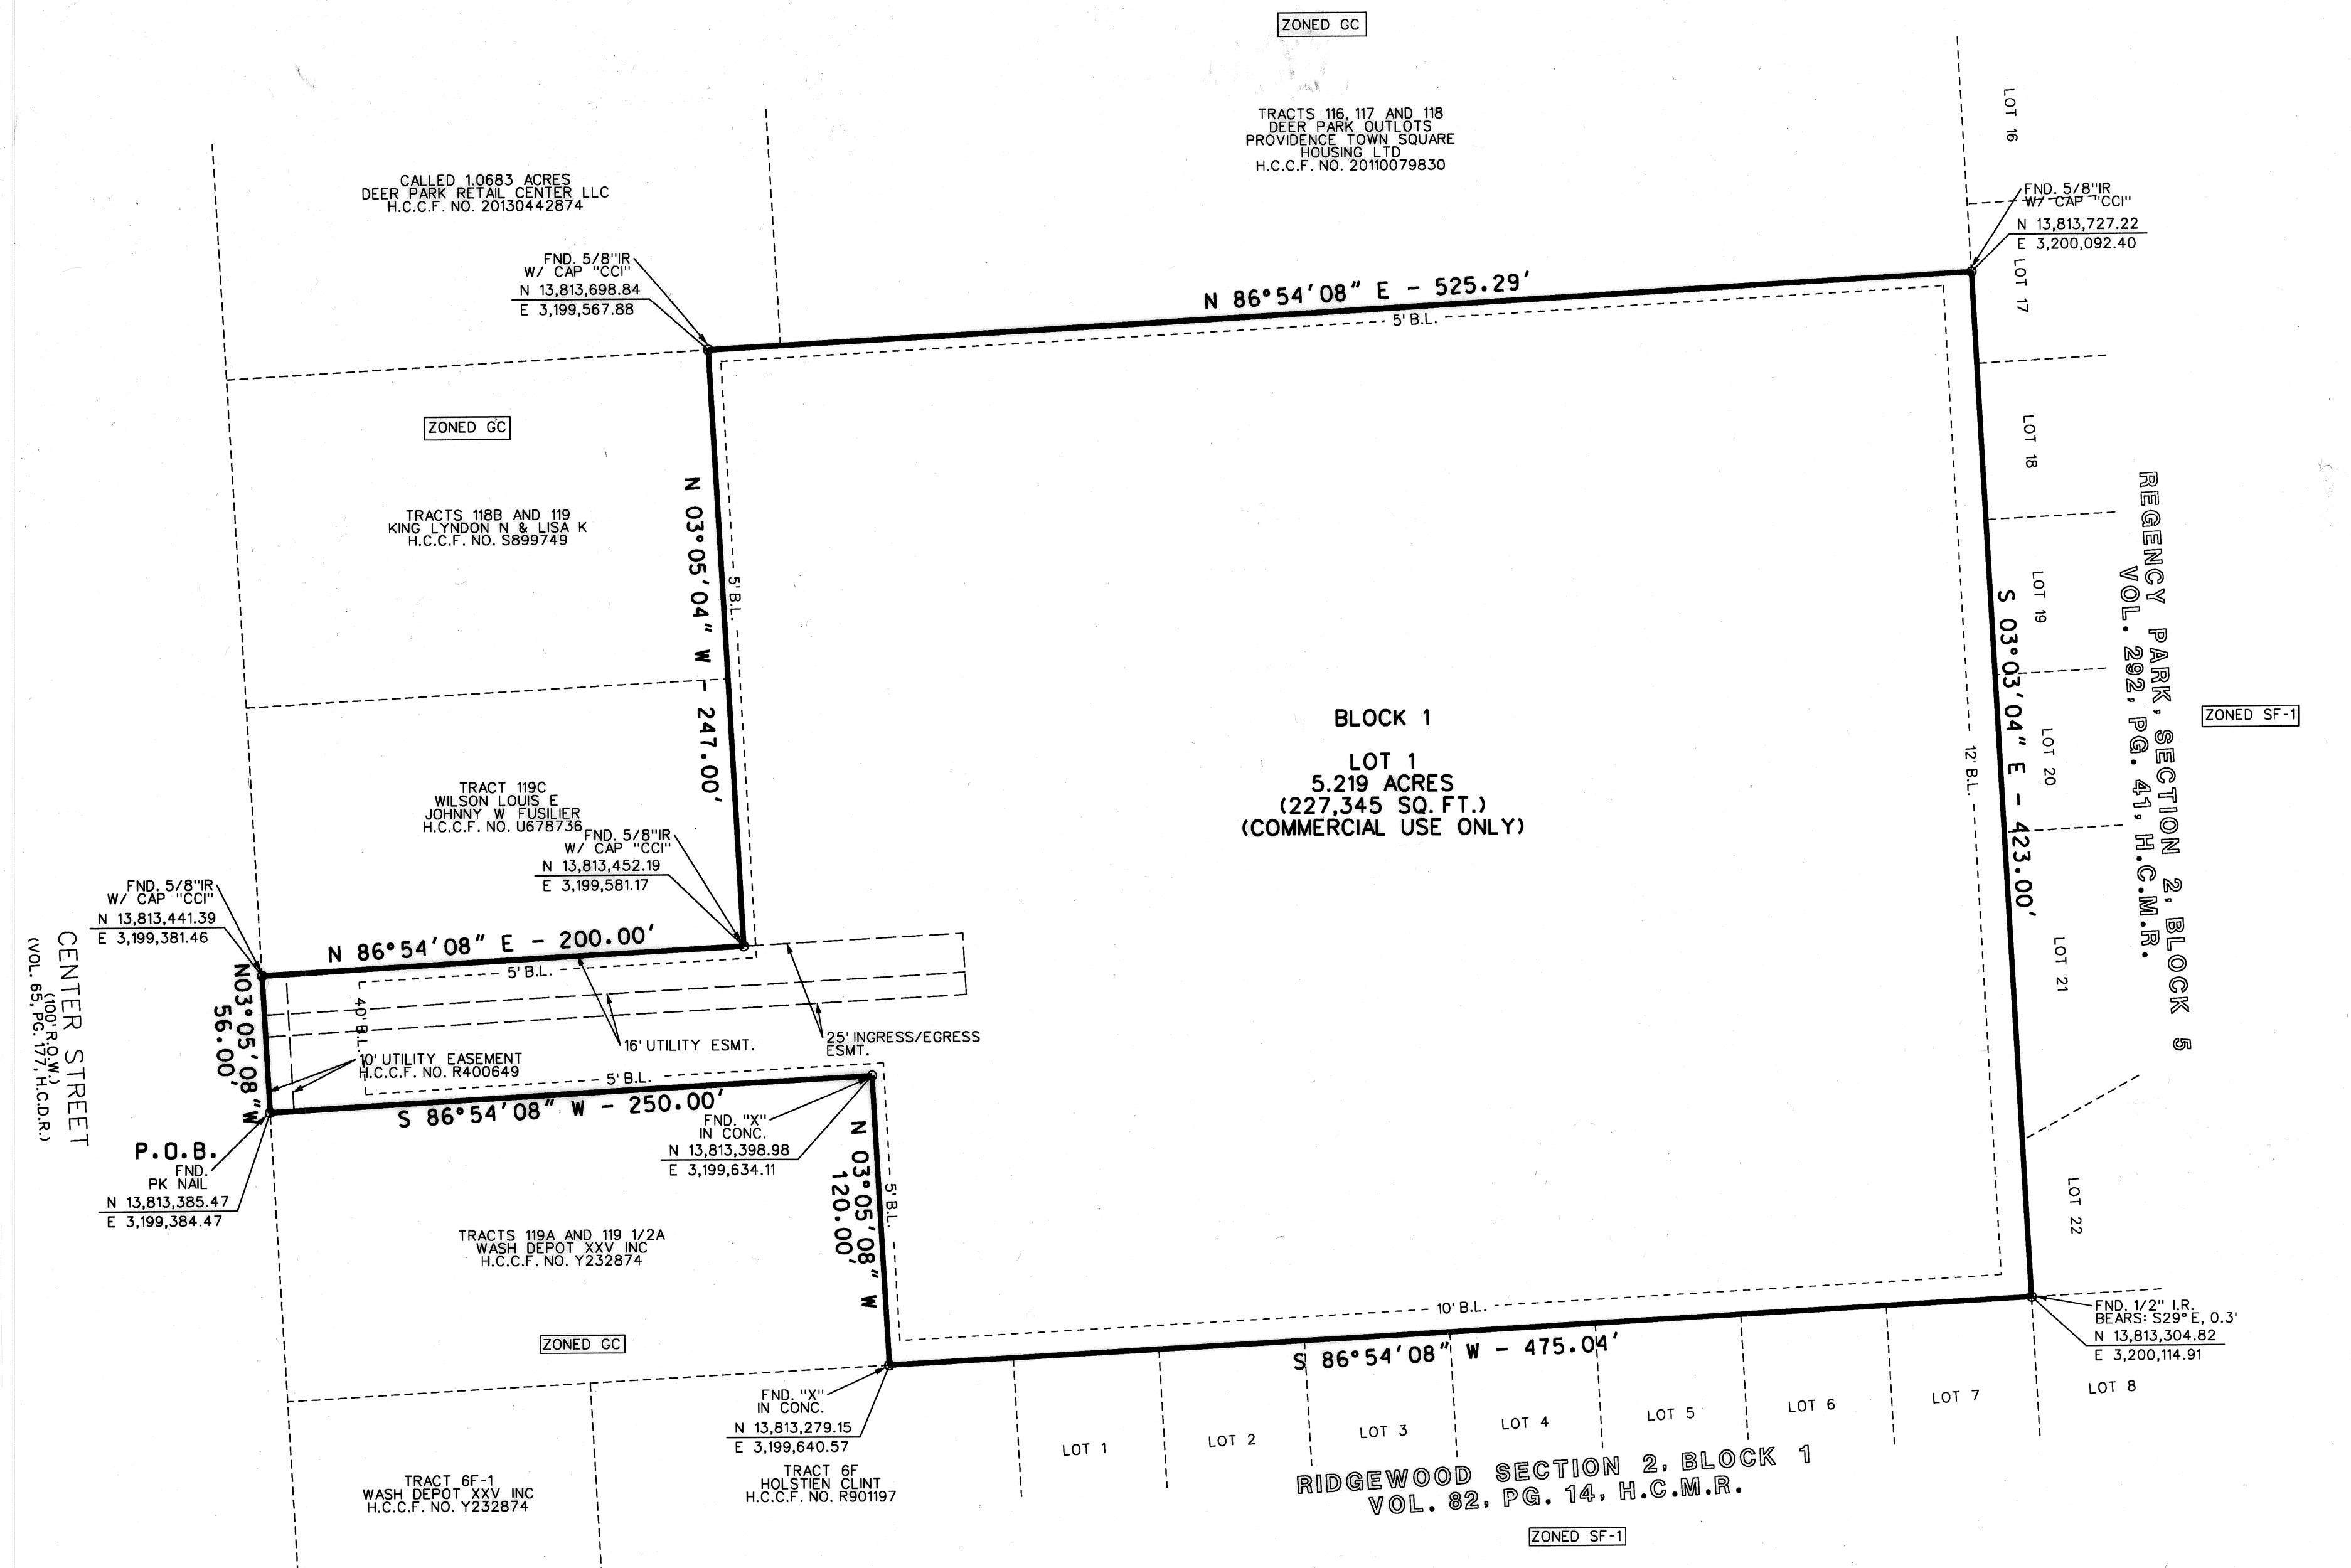 ZONED GC
TRACTS 116, 117 AND 118
DEER PARK OUTLOTS
PROVIDENCE TOWN SQUARE
HOUSING LTD
H.C.C.F. NO. 20110079830
LOT 16
CALLED 1.0683 ACRES
DEER PARK RETAIL CENTER LLC
H.C.C.F. NO. 20130442874
FND. 5/8"IR
W/ CAP "CCI"
N 13,813,727.22
E 3,200,092.40
FND. 5/8"IR
W/ CAP "CCI"
N 13,813,698.84
E 3,199,567.88
N 86°54'08" E - 525.29'
5' B.L.
LOT 17
ZONED GC
LOT 18
TRACTS 118B AND 119
KING LYNDON N & LISA K
H.C.C.F. NO. S899749
N 03°05'04" W - 247.00'
5' B.L.
LOT 19
S 03°03'04" E - 423.00'
12' B.L.
REGENCY PARK, SECTION 2, BLOCK 5
VOL. 292, PG. 41, H.C.M.R.
ZONED SF-1
BLOCK 1
LOT 1
5.219 ACRES
(227,345 SQ. FT.)
(COMMERCIAL USE ONLY)
LOT 20
TRACT 119C
WILSON LOUIS E
JOHNNY W FUSILIER
H.C.C.F. NO. U678736
FND. 5/8"IR
W/ CAP "CCI"
N 13,813,452.19
E 3,199,581.17
FND. 5/8"IR
W/ CAP "CCI"
N 13,813,441.39
E 3,199,381.46
N 86°54'08" E - 200.00'
5' B.L.
LOT 21
CENTER STREET
(100' R.O.W.)
(VOL. 65, PG. 177, H.C.D.R.)
N03°05'08"W
56.00'
40' B.L.
10' UTILITY EASEMENT
H.C.C.F. NO. R400649
16' UTILITY ESMT.
25' INGRESS/EGRESS
ESMT.
5' B.L.
S 86°54'08" W - 250.00'
FND. "X"
IN CONC.
N 13,813,398.98
E 3,199,634.11
P.O.B.
FND.
PK NAIL
N 13,813,385.47
E 3,199,384.47
N 03°05'08" W
120.00'
5' B.L.
LOT 22
TRACTS 119A AND 119 1/2A
WASH DEPOT XXV INC
H.C.C.F. NO. Y232874
ZONED GC
10' B.L.
S 86°54'08" W - 475.04'
FND. 1/2" I.R.
BEARS: S29°E, 0.3'
N 13,813,304.82
E 3,200,114.91
FND. "X"
IN CONC.
N 13,813,279.15
E 3,199,640.57
LOT 1
LOT 2
LOT 3
LOT 4
LOT 5
LOT 6
LOT 7
LOT 8
TRACT 6F-1
WASH DEPOT XXV INC
H.C.C.F. NO. Y232874
TRACT 6F
HOLSTIEN CLINT
H.C.C.F. NO. R901197
RIDGEWOOD SECTION 2, BLOCK 1
VOL. 82, PG. 14, H.C.M.R.
ZONED SF-1